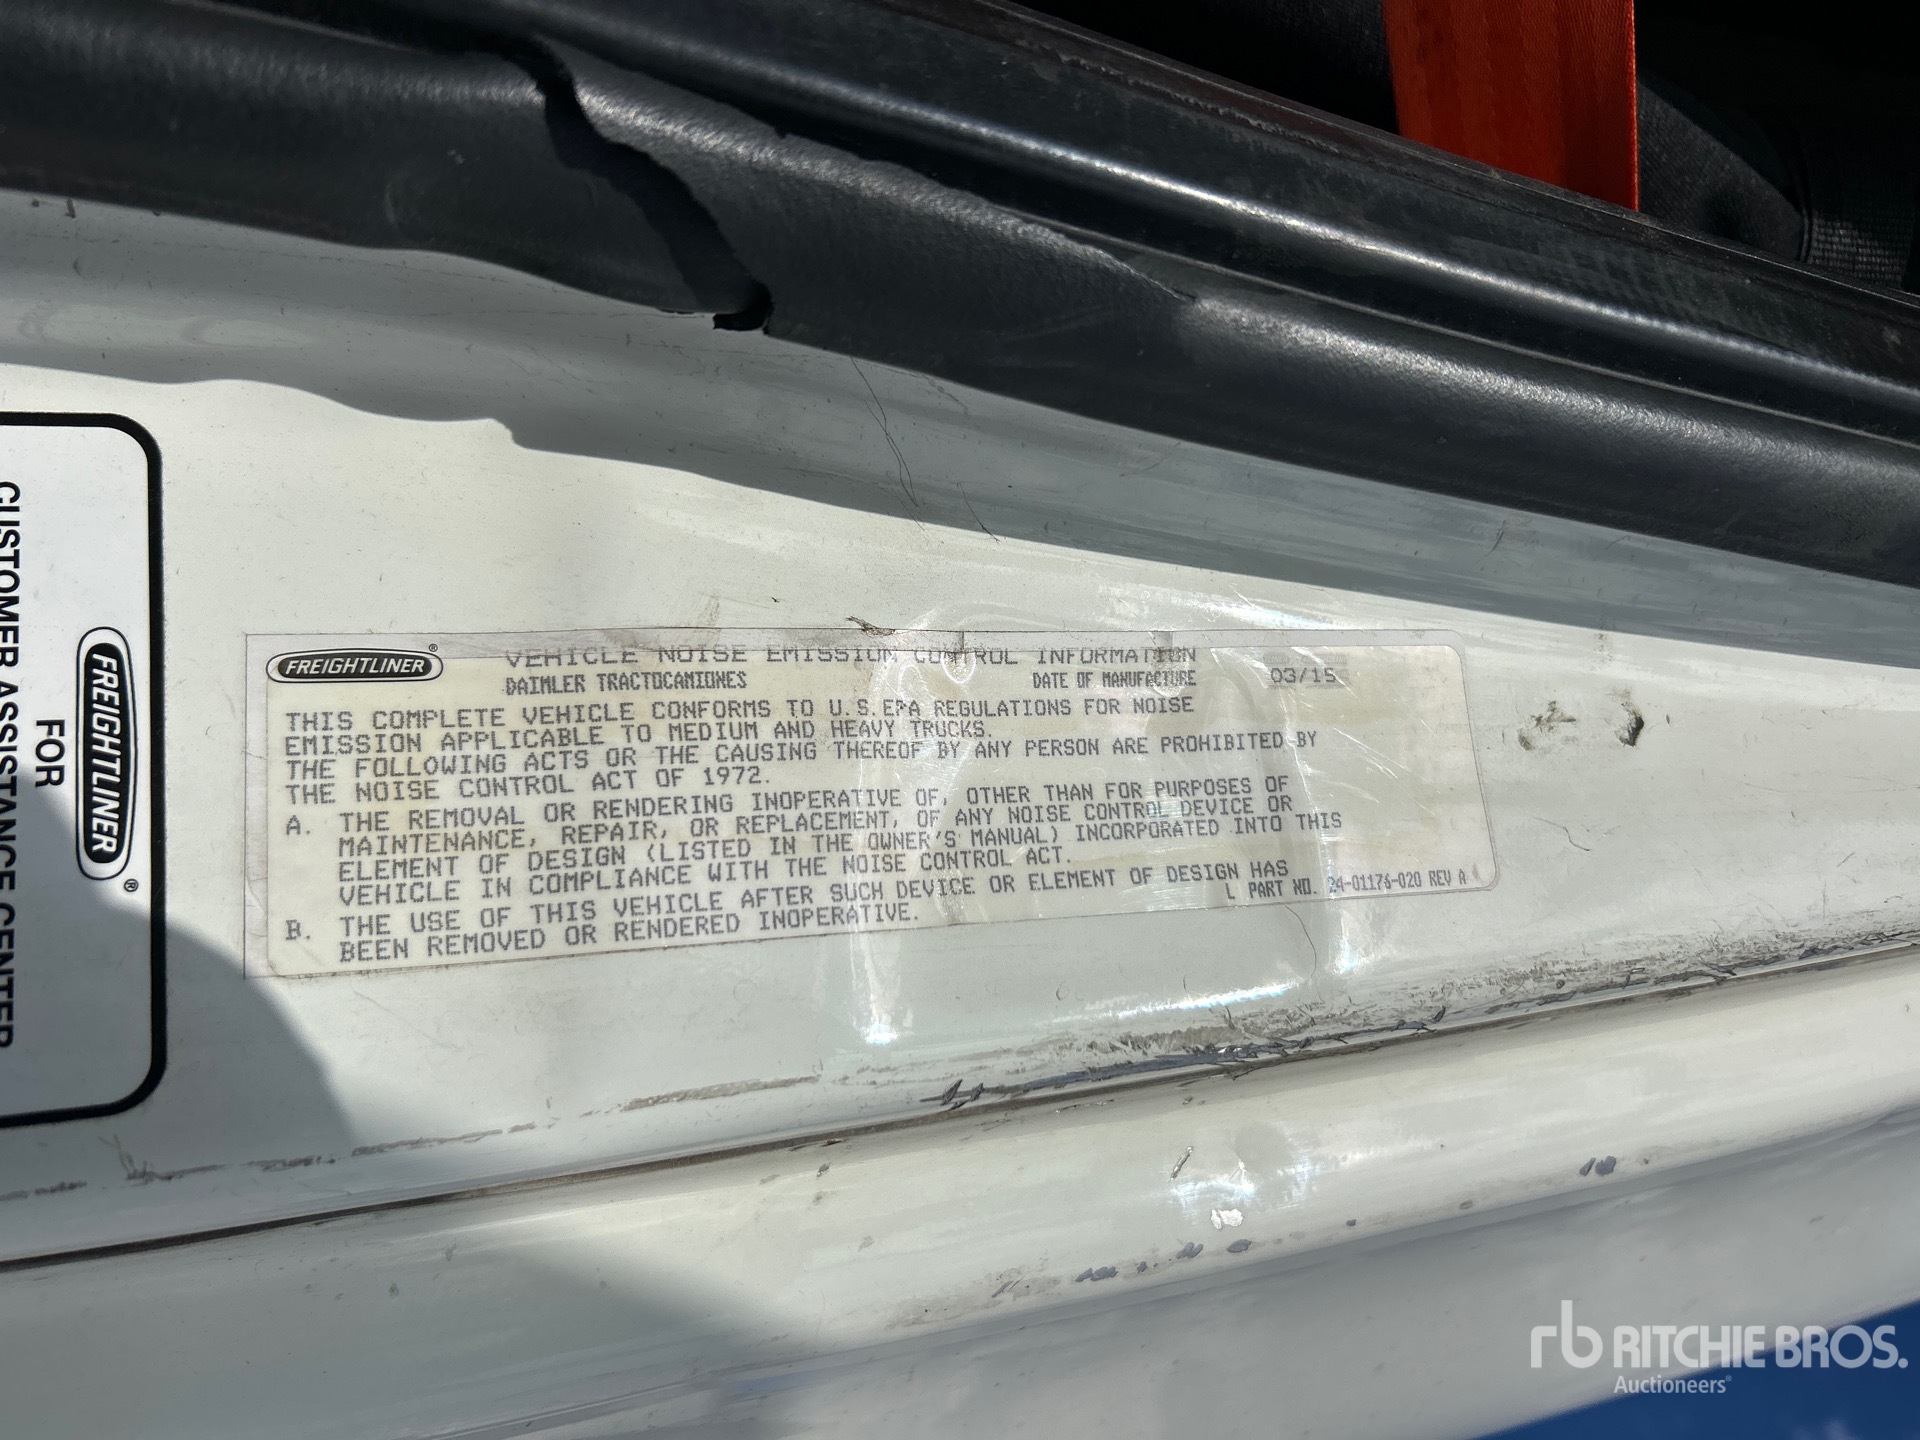 CUSTOMER ASSISTANCE CENTER
FOR
FREIGHTLINER®
FREIGHTLINER®
VEHICLE NOISE EMISSION CONTROL INFORMATION
DAIMLER TRACTOCAMIONES DATE OF MANUFACTURE 03/15
THIS COMPLETE VEHICLE CONFORMS TO U.S.EPA REGULATIONS FOR NOISE
EMISSION APPLICABLE TO MEDIUM AND HEAVY TRUCKS.
THE FOLLOWING ACTS OR THE CAUSING THEREOF BY ANY PERSON ARE PROHIBITED BY
THE NOISE CONTROL ACT OF 1972.
A. THE REMOVAL OR RENDERING INOPERATIVE OF, OTHER THAN FOR PURPOSES OF
MAINTENANCE, REPAIR, OR REPLACEMENT, OF ANY NOISE CONTROL DEVICE OR
ELEMENT OF DESIGN (LISTED IN THE OWNER'S MANUAL) INCORPORATED INTO THIS
VEHICLE IN COMPLIANCE WITH THE NOISE CONTROL ACT.
B. THE USE OF THIS VEHICLE AFTER SUCH DEVICE OR ELEMENT OF DESIGN HAS
BEEN REMOVED OR RENDERED INOPERATIVE.
L PART NO. 24-01176-020 REV A
rb RITCHIE BROS.
Auctioneers®